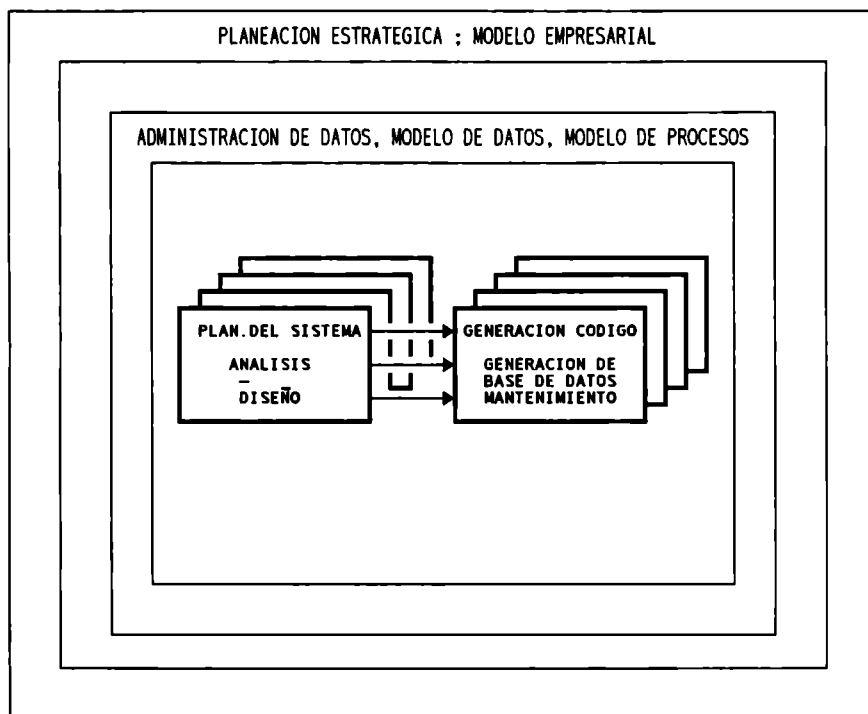 PLANEACION ESTRATEGICA ; MODELO EMPRESARIAL
ADMINISTRACION DE DATOS, MODELO DE DATOS, MODELO DE PROCESOS
PLAN.DEL SISTEMA
ANALISIS
DISEÑO
GENERACION CODIGO
GENERACION DE
BASE DE DATOS
MANTENIMIENTO